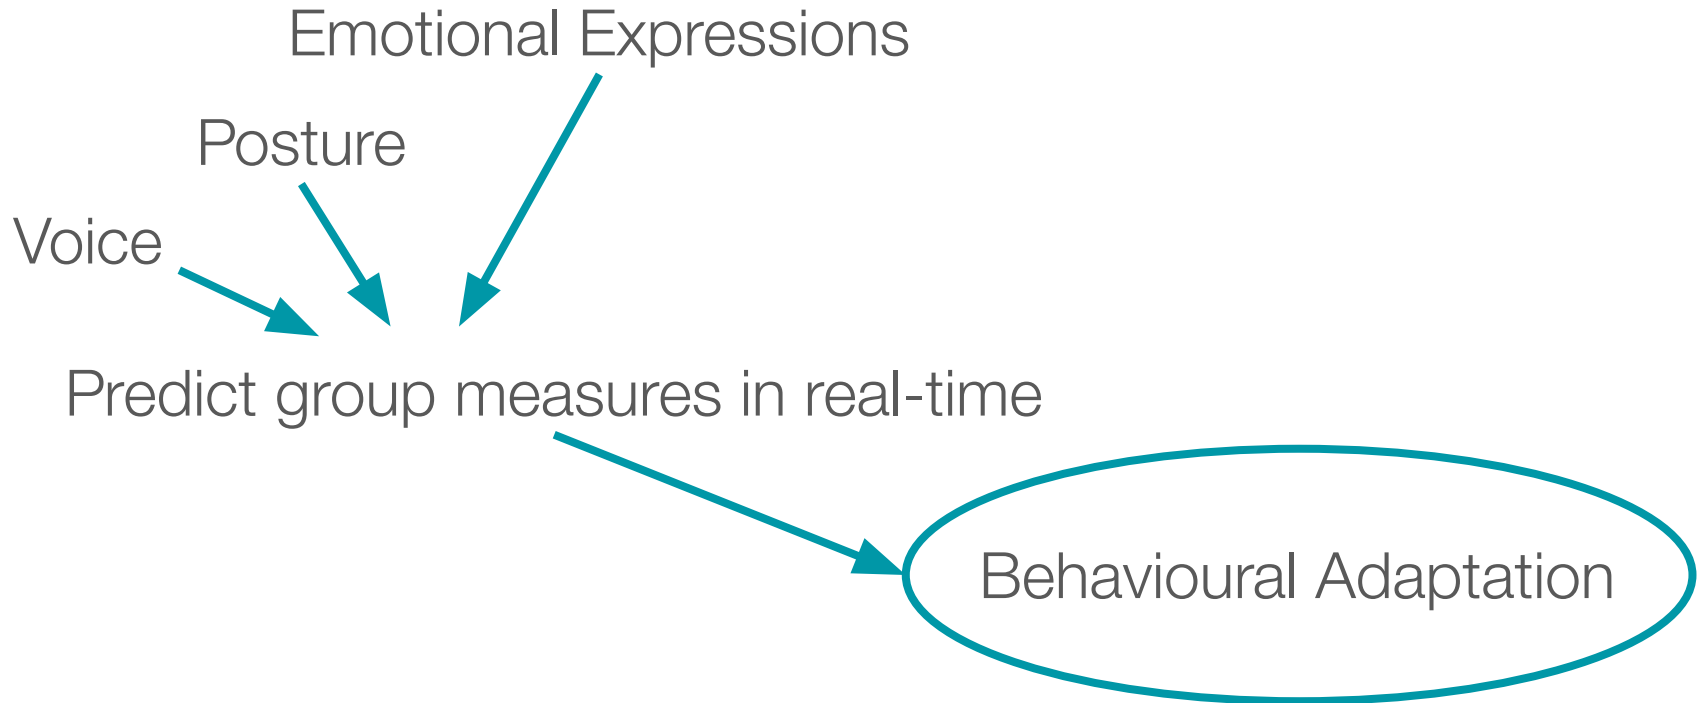 Emotional Expressions
Posture
Voice
Predict group measures in real-time
Behavioural Adaptation